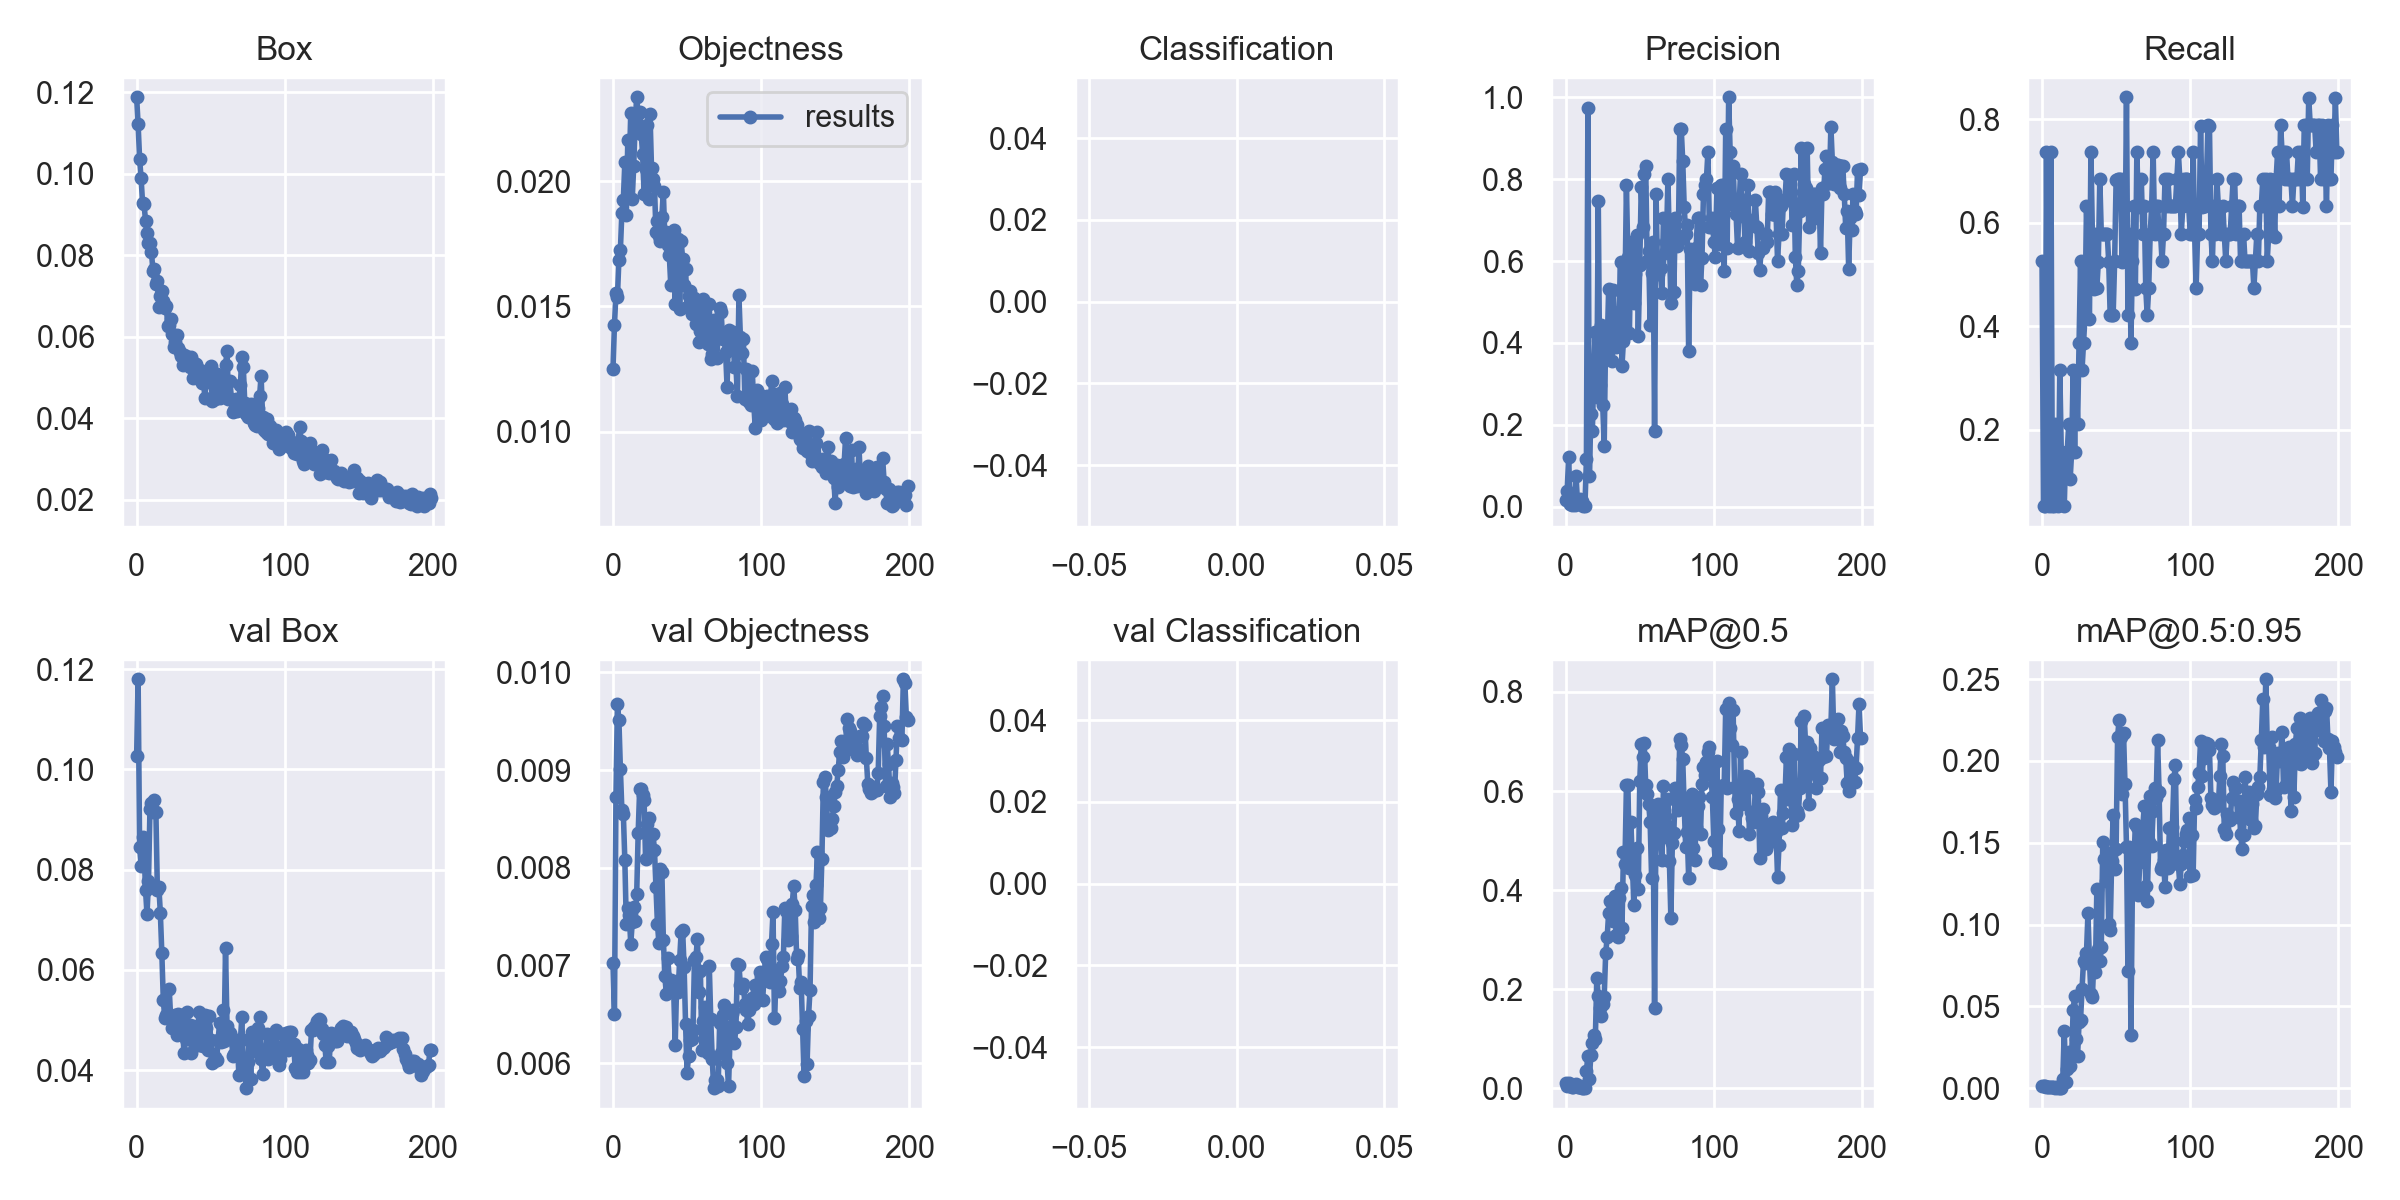 Box
0.12
0.10
0.08
0.06
0.04
0.02
0 100 200
Objectness
results
0.020
0.015
0.010
0 100 200
Classification
0.04
0.02
0.00
−0.02
−0.04
−0.05 0.00 0.05
Precision
1.0
0.8
0.6
0.4
0.2
0.0
0 100 200
Recall
0.8
0.6
0.4
0.2
0 100 200
val Box
0.12
0.10
0.08
0.06
0.04
0 100 200
val Objectness
0.010
0.009
0.008
0.007
0.006
0 100 200
val Classification
0.04
0.02
0.00
−0.02
−0.04
−0.05 0.00 0.05
mAP@0.5
0.8
0.6
0.4
0.2
0.0
0 100 200
mAP@0.5:0.95
0.25
0.20
0.15
0.10
0.05
0.00
0 100 200